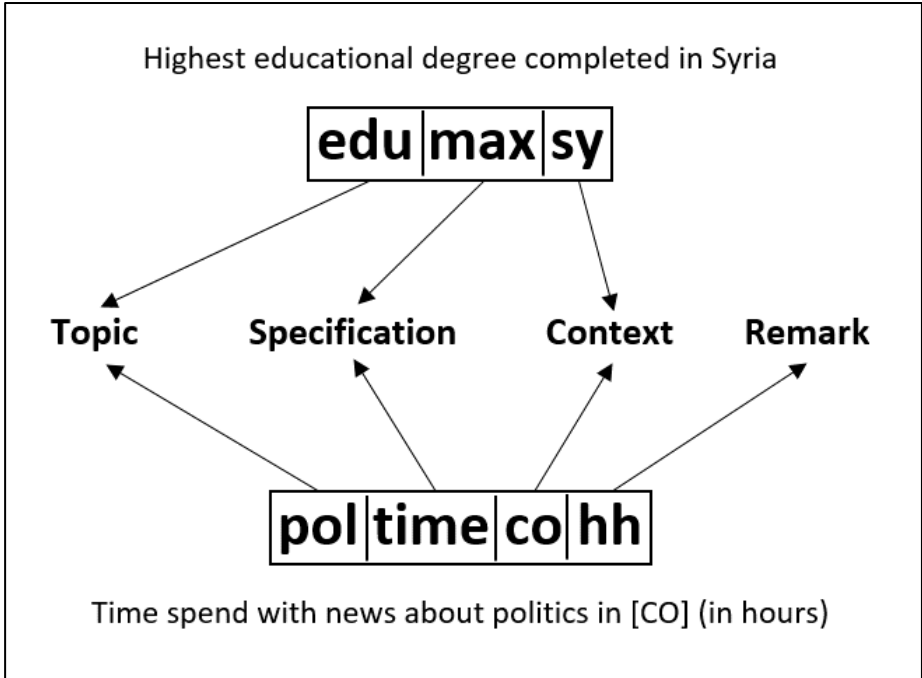 Highest educational degree completed in Syria
edu max sy
Topic Specification Context Remark
pol time co hh
Time spend with news about politics in [CO] (in hours)